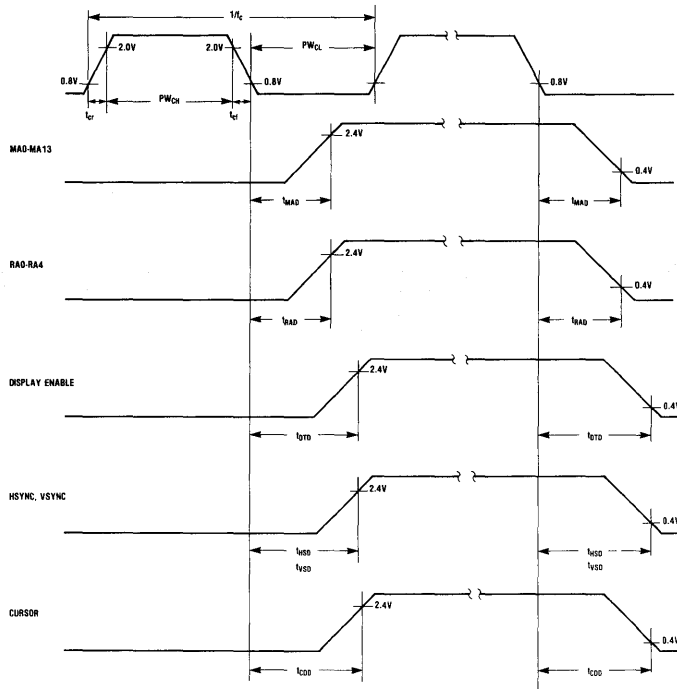 1/fc
2.0V 2.0V PWCL
0.8V 0.8V 0.8V
tcr PWCH tcf
MA0-MA13
2.4V
0.4V
tMAD tMAD
RA0-RA4
2.4V
0.4V
tRAD tRAD
DISPLAY ENABLE
2.4V
0.4V
tDTD tDTD
HSYNC, VSYNC
2.4V
0.4V
tHSD tHSD
tVSD tVSD
CURSOR
2.4V
0.4V
tCDD tCDD